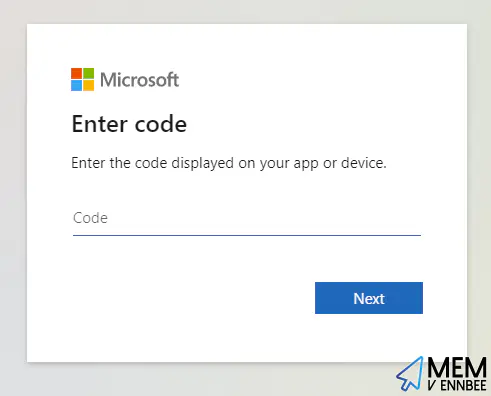 Microsoft
Enter code
Enter the code displayed on your app or device.
Code
Next
MEM
V ENNBEE